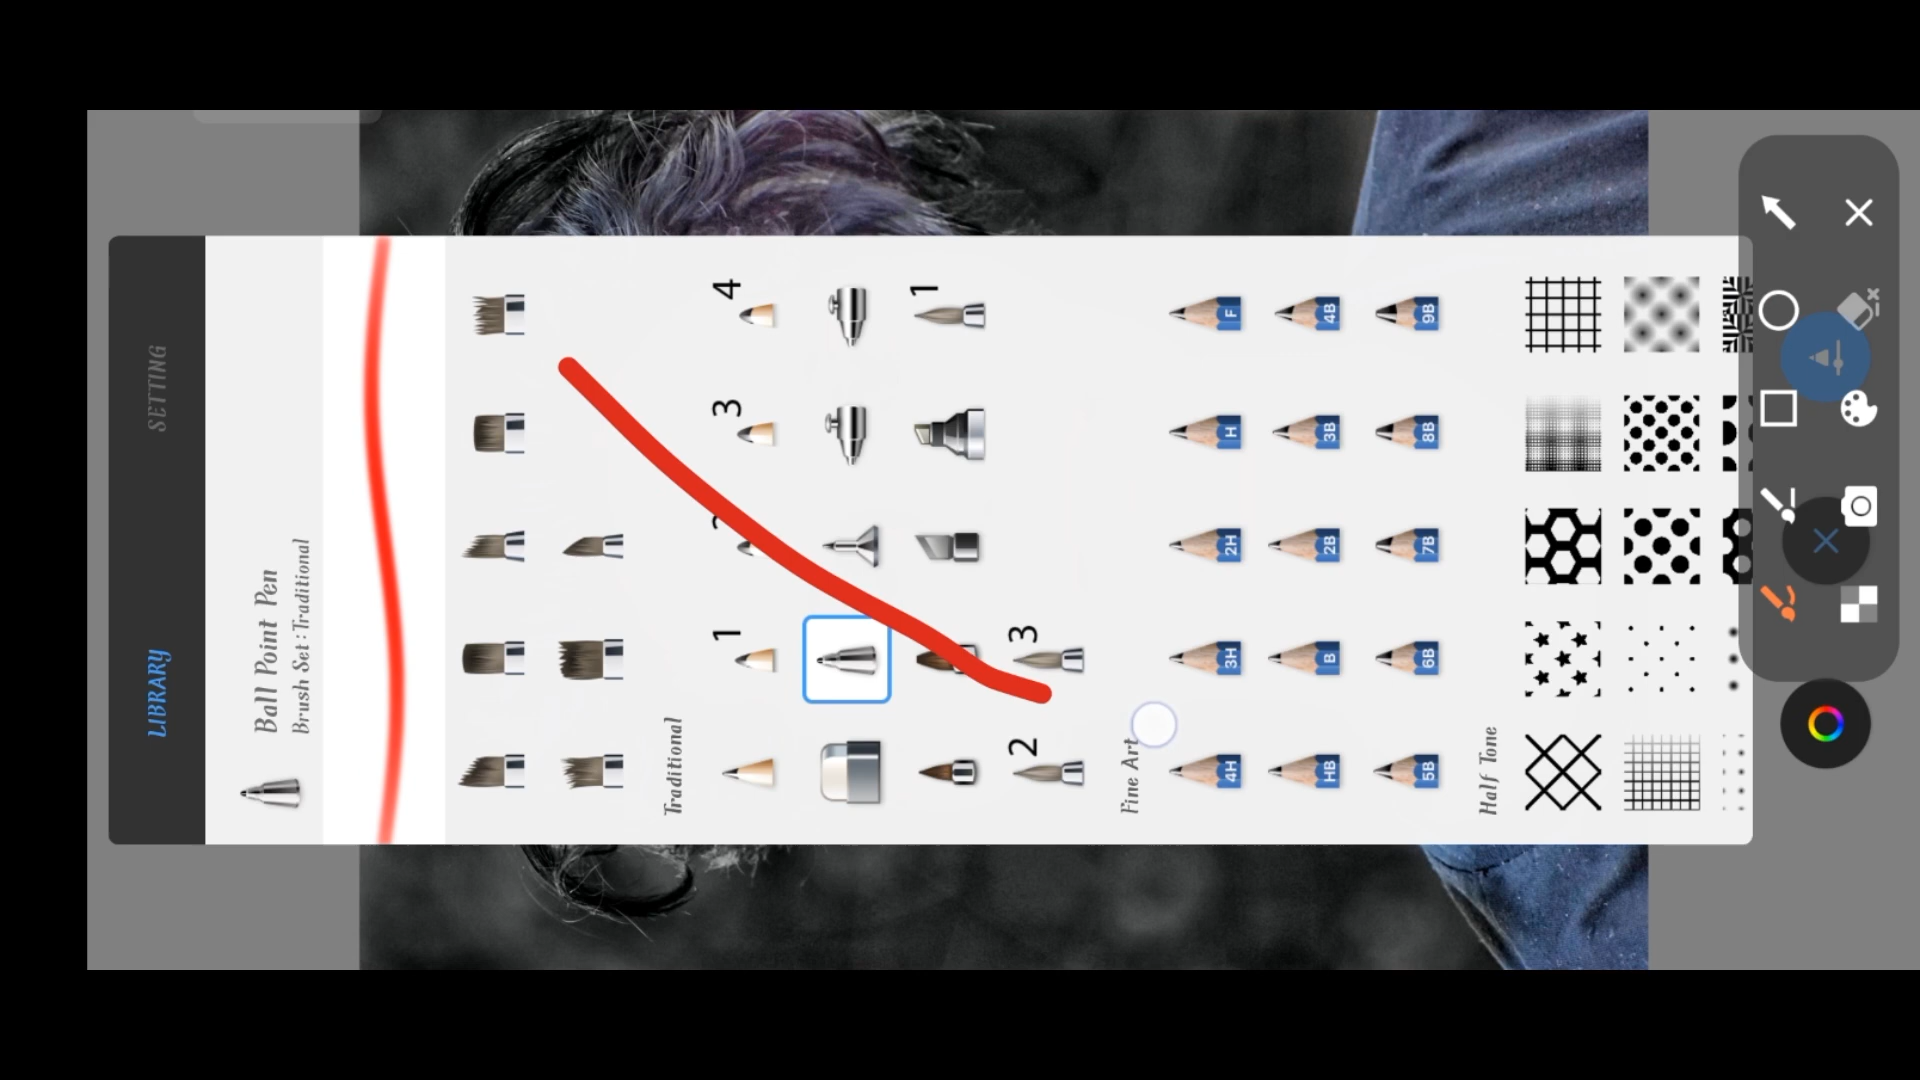 LIBRARY SETTING
Ball Point Pen
Brush Set : Traditional
Traditional
1 3 4
1
2 3
Fine Art
4H 3H 2H H F
HB B 2B 3B 4B
5B 6B 7B 8B 9B
Half Tone